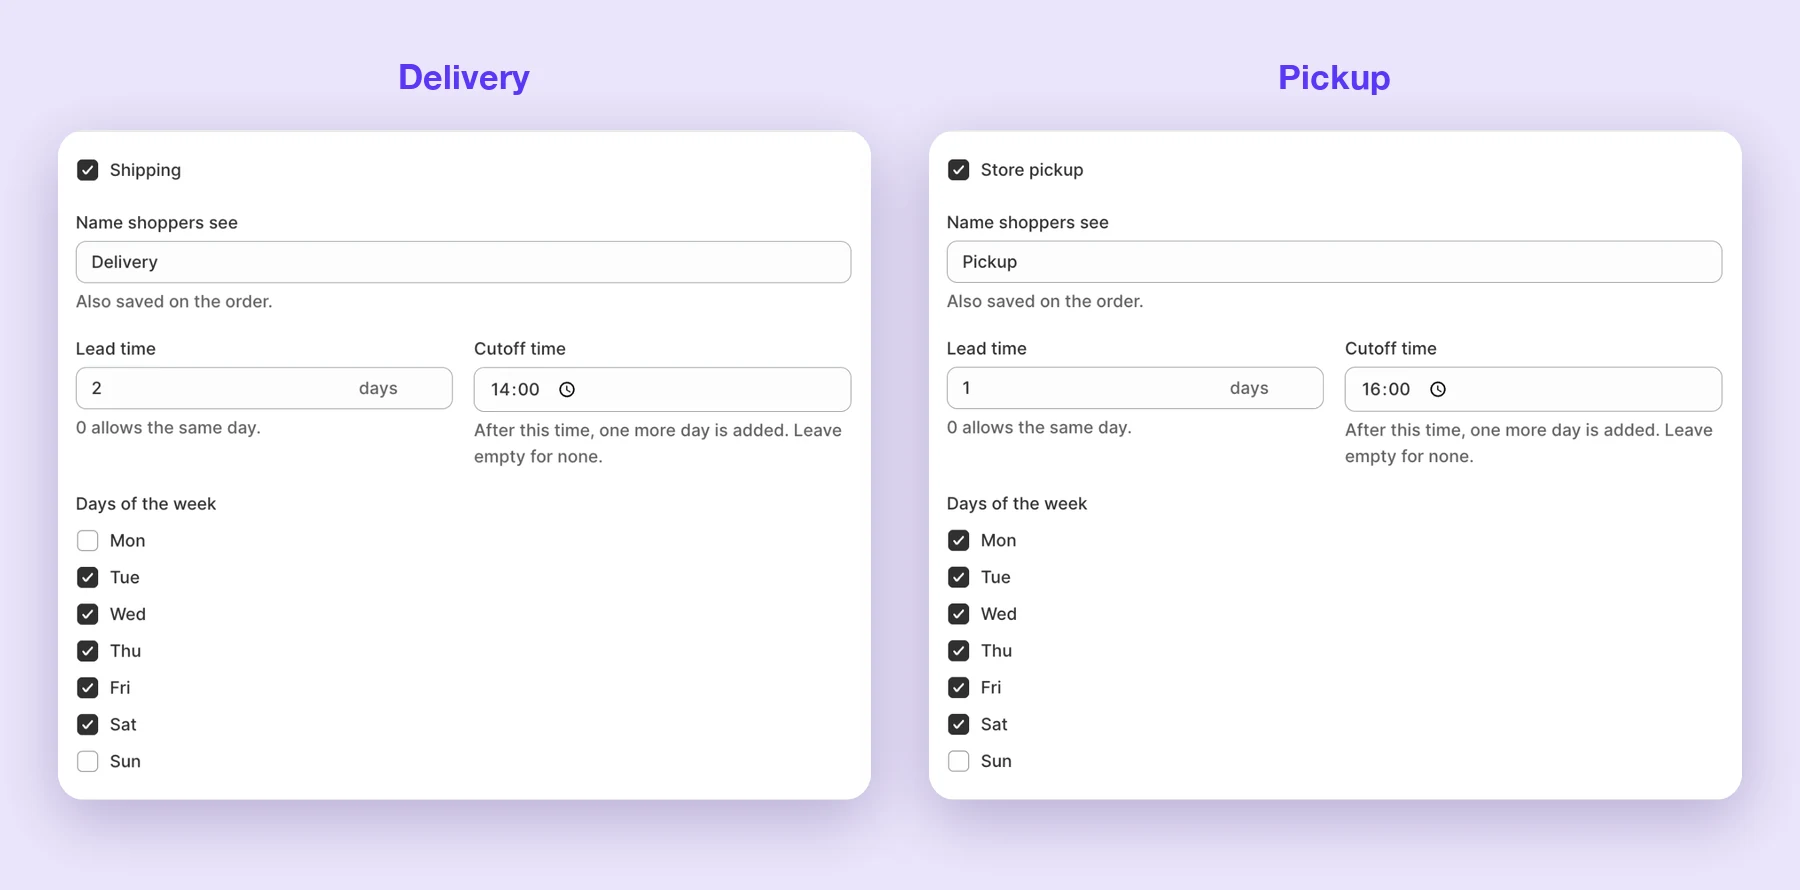 Delivery
Shipping
Name shoppers see
Delivery
Also saved on the order.
Lead time
2 days
0 allows the same day.
Cutoff time
14:00
After this time, one more day is added. Leave
empty for none.
Days of the week
Mon
Tue
Wed
Thu
Fri
Sat
Sun
Pickup
Store pickup
Name shoppers see
Pickup
Also saved on the order.
Lead time
1 days
0 allows the same day.
Cutoff time
16:00
After this time, one more day is added. Leave
empty for none.
Days of the week
Mon
Tue
Wed
Thu
Fri
Sat
Sun